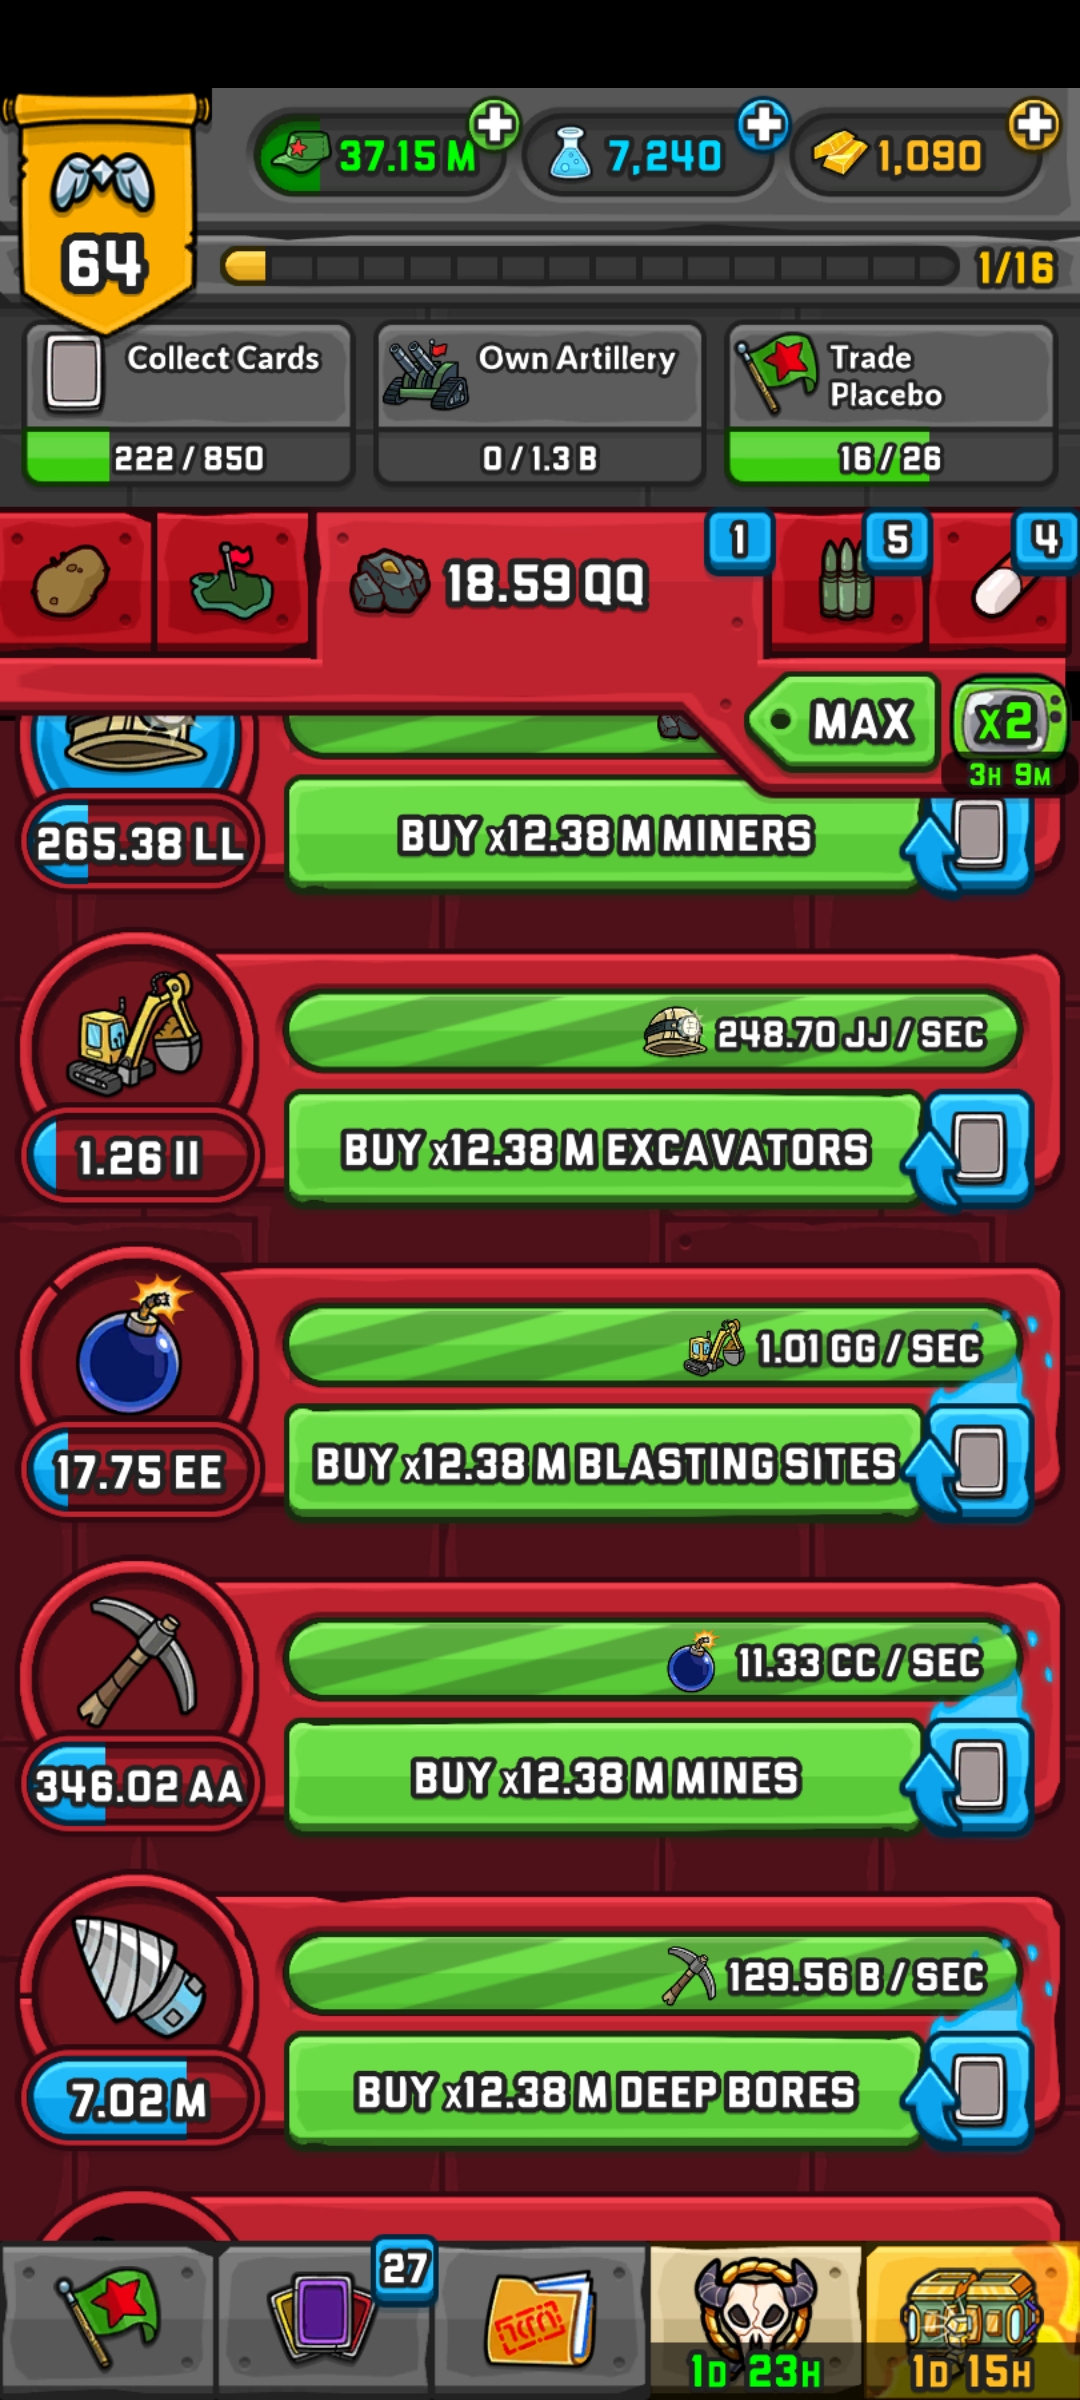 37.15 M
7,240
1,090
64
1/16
Collect Cards
222 / 850
Own Artillery
0 / 1.3 B
Trade
Placebo
16 / 26
18.59 QQ
1
5
4
MAX
x2
3H 9M
265.38 LL
BUY x12.38 M MINERS
248.70 JJ / SEC
1.26 II
BUY x12.38 M EXCAVATORS
1.01 GG / SEC
17.75 EE
BUY x12.38 M BLASTING SITES
11.33 CC / SEC
346.02 AA
BUY x12.38 M MINES
129.56 B / SEC
7.02 M
BUY x12.38 M DEEP BORES
27
1D 23H
1D 15H